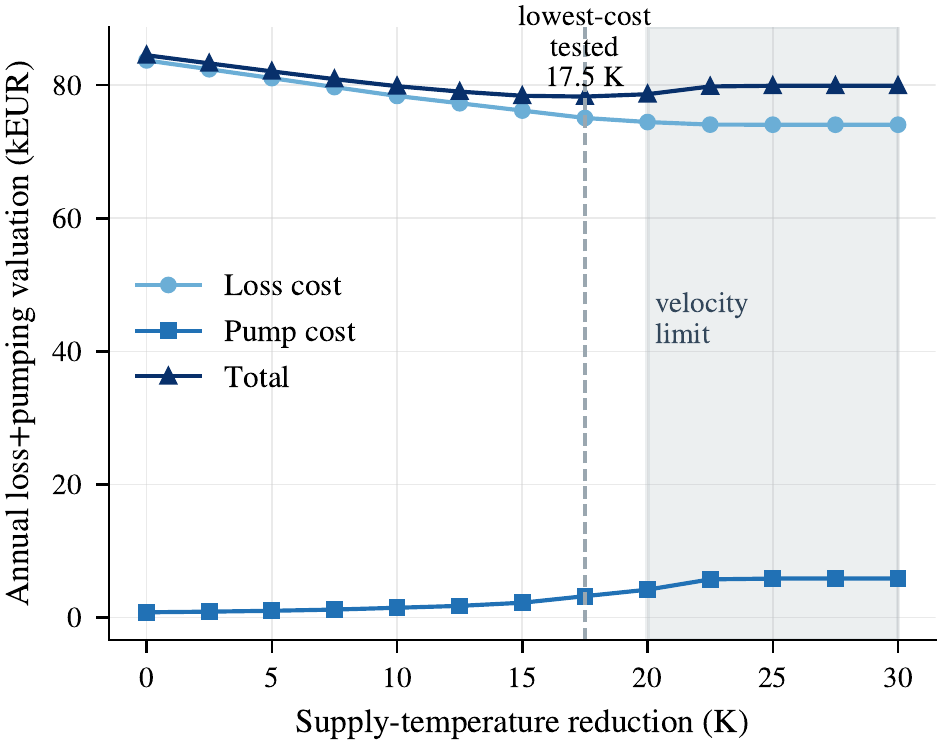 lowest-cost
tested
17.5 K
Annual loss+pumping valuation (kEUR)
80
60
40
20
0
Loss cost
Pump cost
Total
velocity
limit
0 5 10 15 20 25 30
Supply-temperature reduction (K)